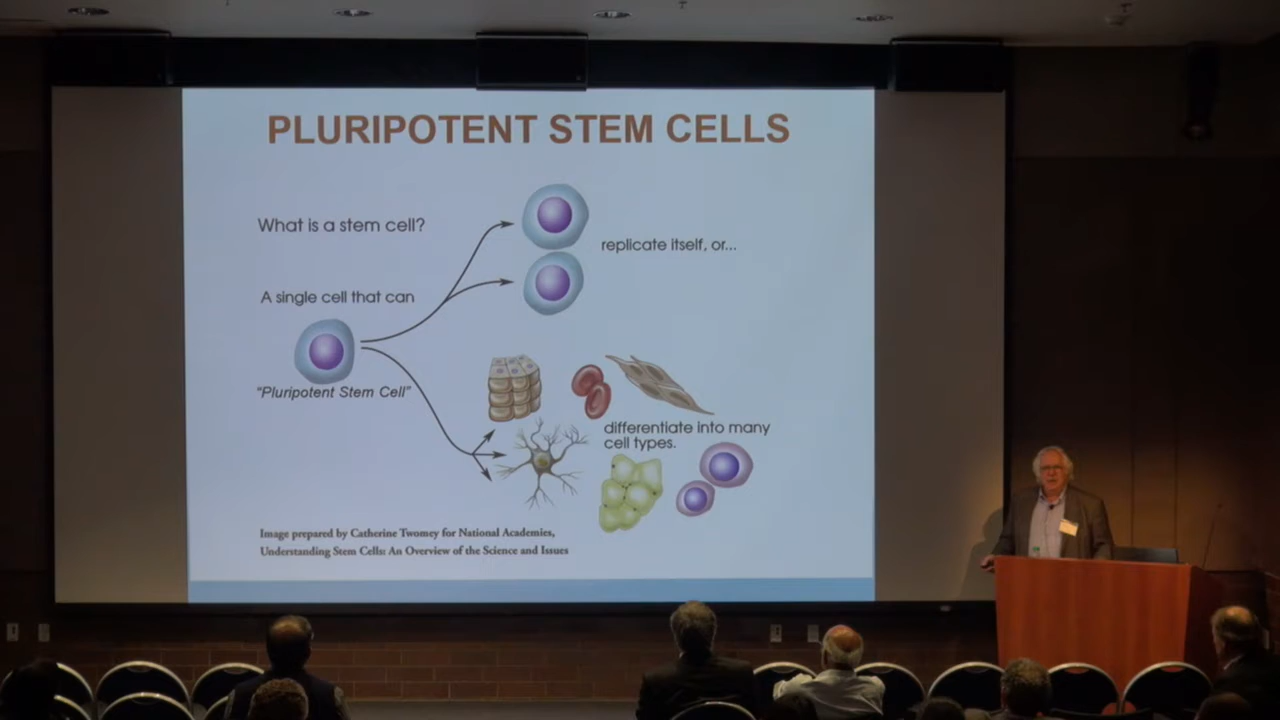 PLURIPOTENT STEM CELLS
What is a stem cell?
replicate itself, or...
A single cell that can
"Pluripotent Stem Cell"
differentiate into many
cell types.
Image prepared by Catherine Twomey for National Academies,
Understanding Stem Cells: An Overview of the Science and Issues